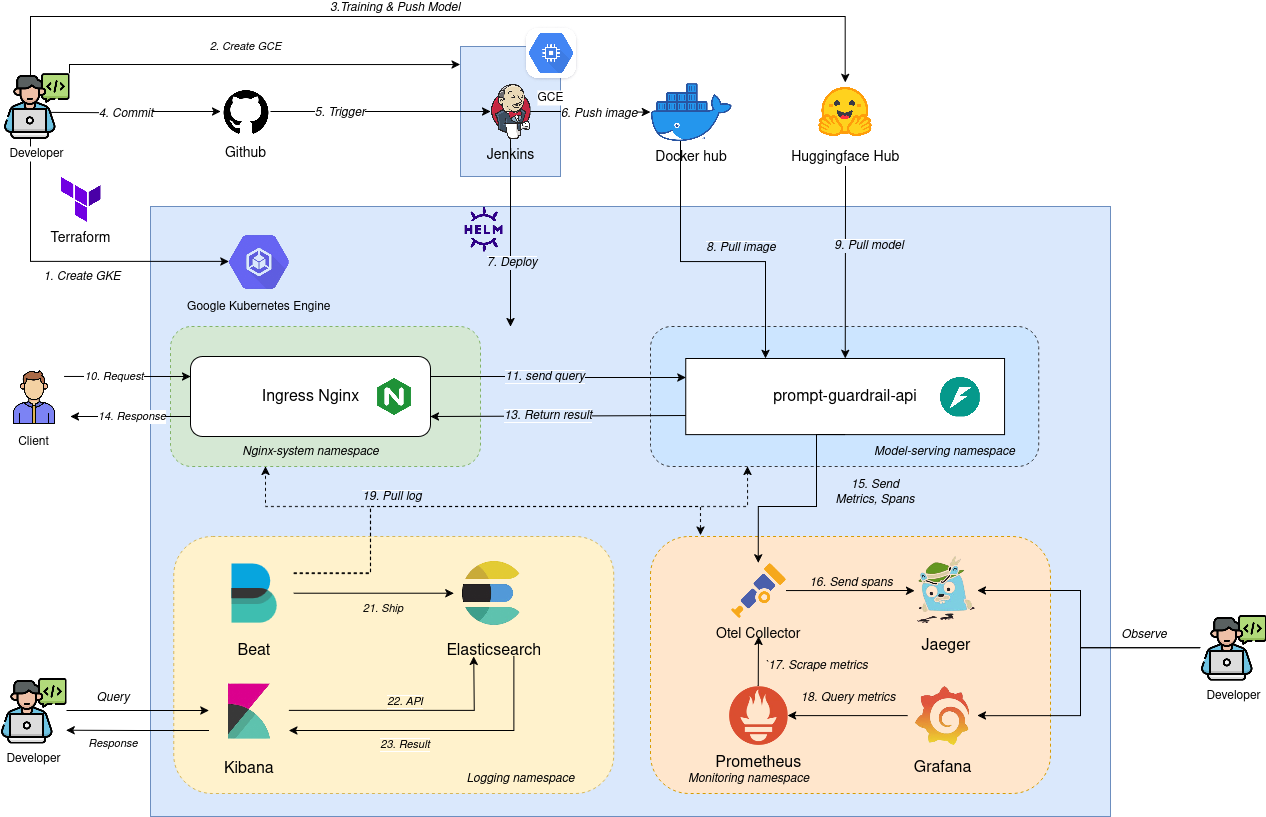 3.Training & Push Model
2. Create GCE
GCE
4. Commit
5. Trigger
6. Push image
Developer
Github
Jenkins
Docker hub
Huggingface Hub
Terraform
HELM
1. Create GKE
7. Deploy
8. Pull image
9. Pull model
Google Kubernetes Engine
10. Request
Ingress Nginx
11. send query
prompt-guardrail-api
14. Response
13. Return result
Client
Nginx-system namespace
Model-serving namespace
15. Send
Metrics, Spans
19. Pull log
Beat
21. Ship
Elasticsearch
Otel Collector
16. Send spans
Jaeger
Observe
Developer
`17. Scrape metrics
Query
22. API
18. Query metrics
Response
23. Result
Developer
Kibana
Logging namespace
Prometheus
Monitoring namespace
Grafana